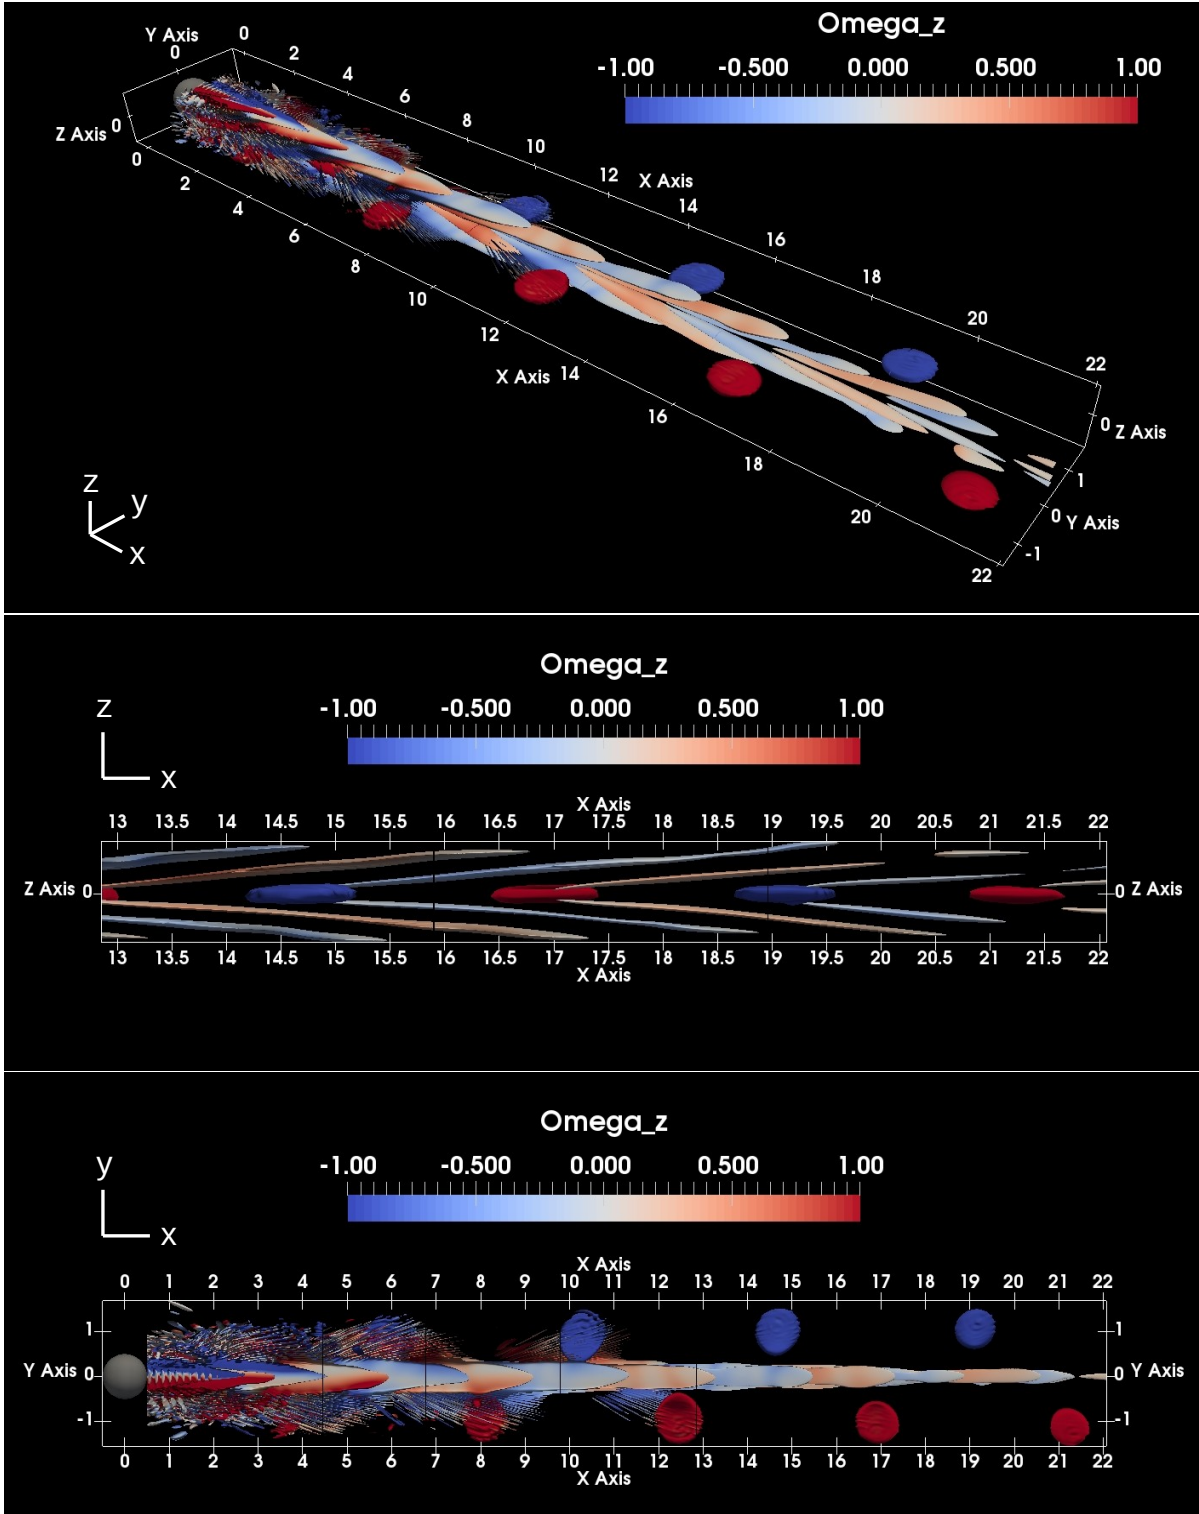 Omega_z
-1.00 -0.500 0.000 0.500 1.00
Y Axis
0
0 2 4 6 8 10 12 14 16 18 20 22
X Axis
Z Axis 0
0 2 4 6 8 10 12 14 16 18 20 22
X Axis
0 Z Axis
1
0 Y Axis
-1
z
y
x
Omega_z
-1.00 -0.500 0.000 0.500 1.00
z
x
X Axis
13 13.5 14 14.5 15 15.5 16 16.5 17 17.5 18 18.5 19 19.5 20 20.5 21 21.5 22
Z Axis 0 0 Z Axis
13 13.5 14 14.5 15 15.5 16 16.5 17 17.5 18 18.5 19 19.5 20 20.5 21 21.5 22
X Axis
Omega_z
-1.00 -0.500 0.000 0.500 1.00
y
x
X Axis
0 1 2 3 4 5 6 7 8 9 10 11 12 13 14 15 16 17 18 19 20 21 22
1 1
Y Axis 0 0 Y Axis
-1 -1
0 1 2 3 4 5 6 7 8 9 10 11 12 13 14 15 16 17 18 19 20 21 22
X Axis